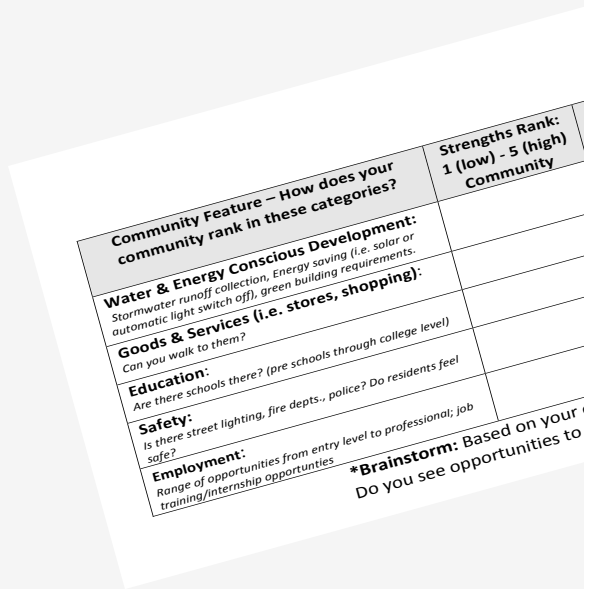 Community Feature – How does your
community rank in these categories?
Strengths Rank:
1 (low) - 5 (high)
Community
Water & Energy Conscious Development:
Stormwater runoff collection, Energy saving (i.e. solar or
automatic light switch off), green building requirements.
Goods & Services (i.e. stores, shopping):
Can you walk to them?
Education:
Are there schools there? (pre schools through college level)
Safety:
Is there street lighting, fire depts., police? Do residents feel
safe?
Employment:
Range of opportunities from entry level to professional; job
training/internship opportunties
*Brainstorm: Based on your
Do you see opportunities to